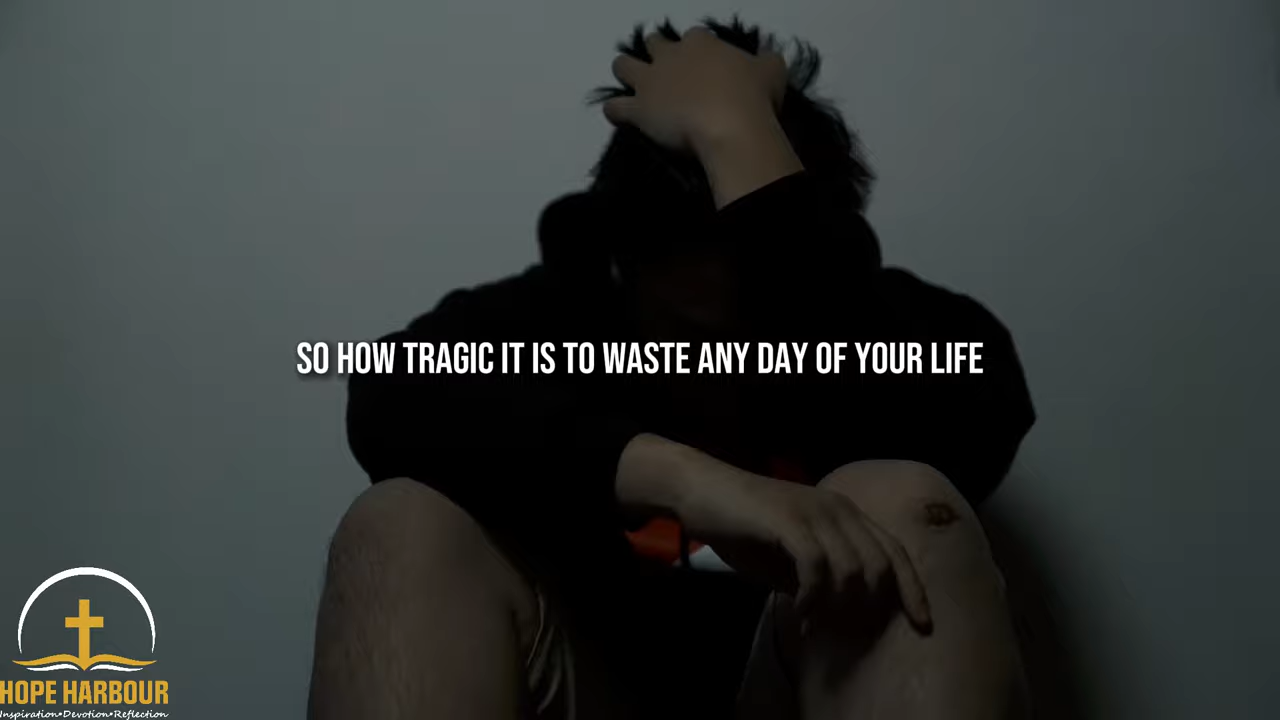 SO HOW TRAGIC IT IS TO WASTE ANY DAY OF YOUR LIFE
HOPE HARBOUR
Inspiration•Devotion•Reflection